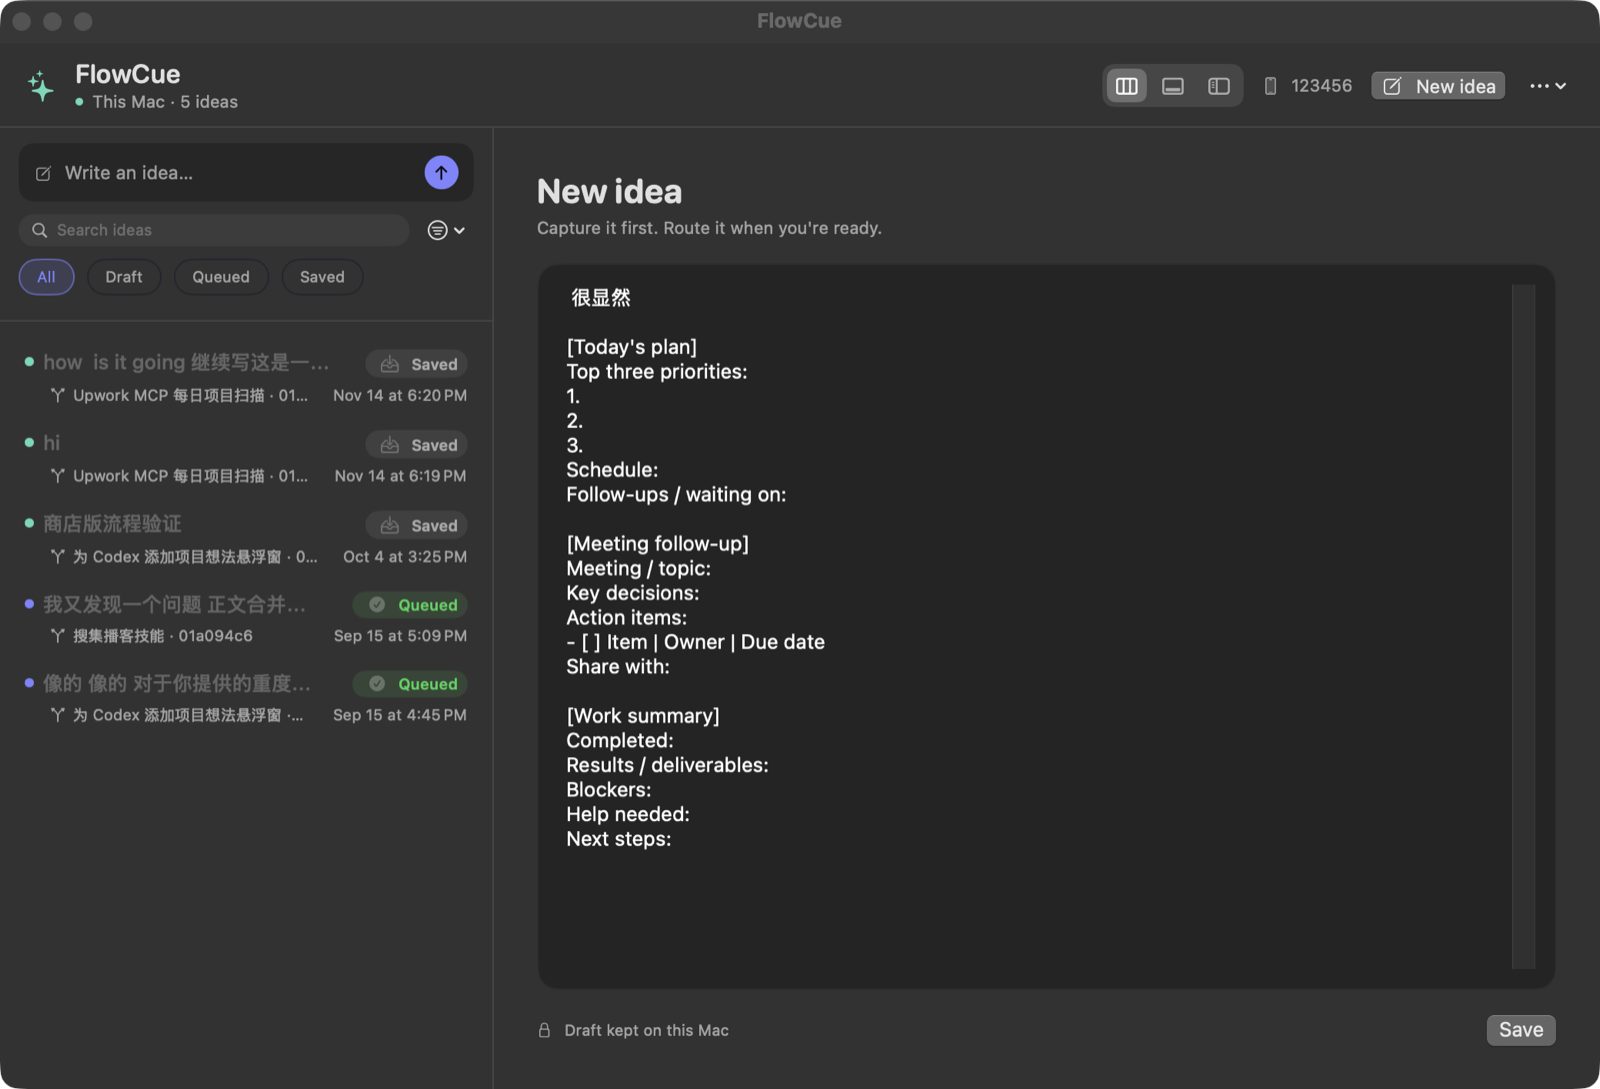 FlowCue
FlowCue
This Mac · 5 ideas
123456
New idea
Write an idea...
Search ideas
All
Draft
Queued
Saved
how is it going 继续写这是一...
Saved
Upwork MCP 每日项目扫描 · 01...
Nov 14 at 6:20 PM
hi
Saved
Upwork MCP 每日项目扫描 · 01...
Nov 14 at 6:19 PM
商店版流程验证
Saved
为 Codex 添加项目想法悬浮窗 · 0...
Oct 4 at 3:25 PM
我又发现一个问题 正文合并...
Queued
搜集播客技能 · 01a094c6
Sep 15 at 5:09 PM
像的 像的 对于你提供的重度...
Queued
为 Codex 添加项目想法悬浮窗 ·...
Sep 15 at 4:45 PM
New idea
Capture it first. Route it when you're ready.
很显然
[Today's plan]
Top three priorities:
1.
2.
3.
Schedule:
Follow-ups / waiting on:
[Meeting follow-up]
Meeting / topic:
Key decisions:
Action items:
- [ ] Item | Owner | Due date
Share with:
[Work summary]
Completed:
Results / deliverables:
Blockers:
Help needed:
Next steps:
Draft kept on this Mac
Save